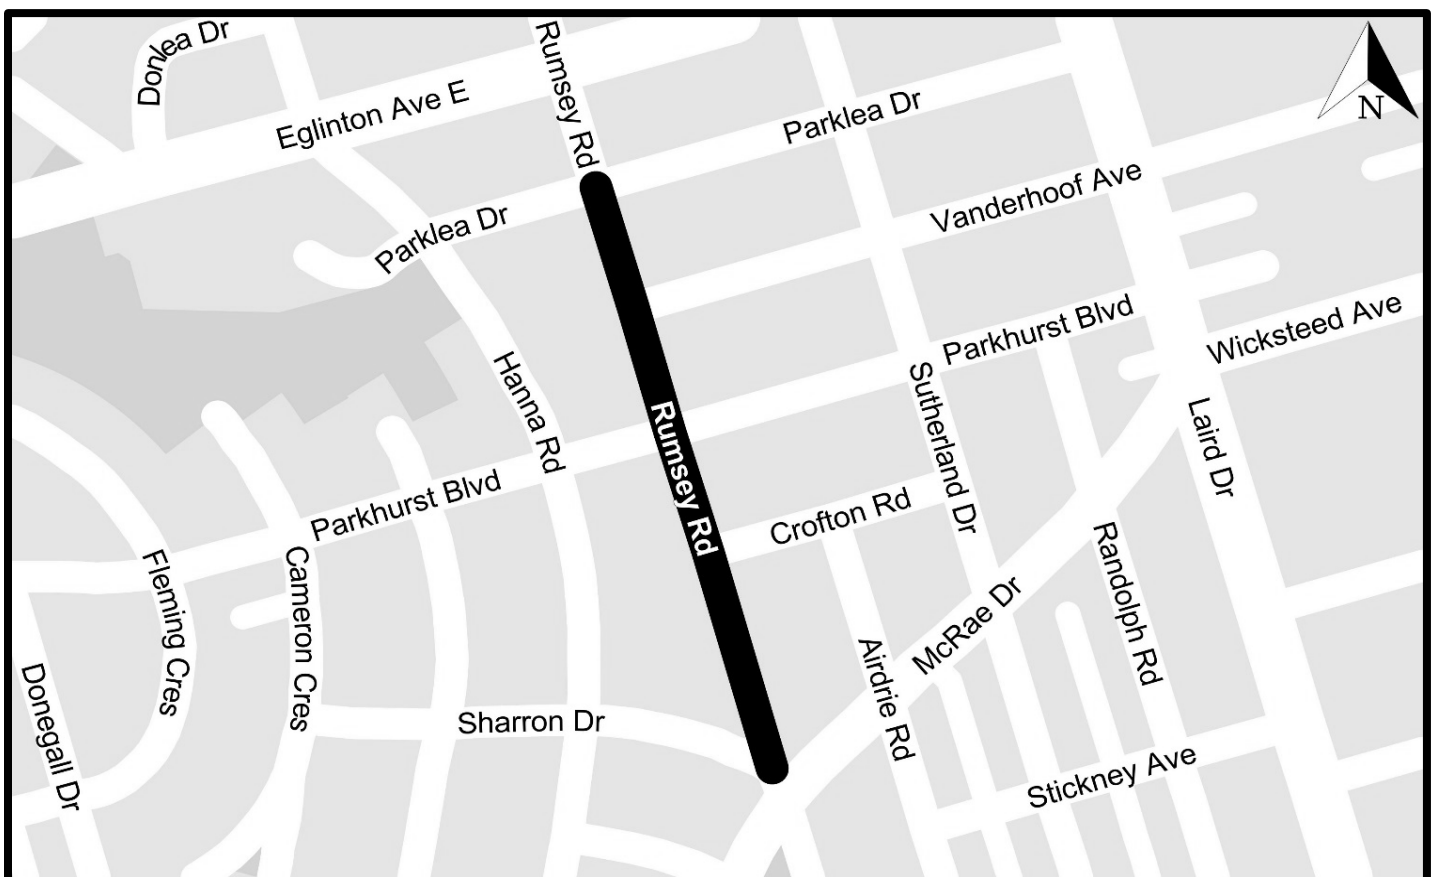 Donlea Dr
Rumsey Rd
Eglinton Ave E
Parklea Dr
N
Vanderhoof Ave
Parklea Dr
Parkhurst Blvd
Wicksteed Ave
Hanna Rd
Sutherland Dr
Laird Dr
Rumsey Rd
Parkhurst Blvd
Crofton Rd
Fleming Cres
Cameron Cres
Randolph Rd
McRae Dr
Airdrie Rd
Donegall Dr
Sharron Dr
Stickney Ave